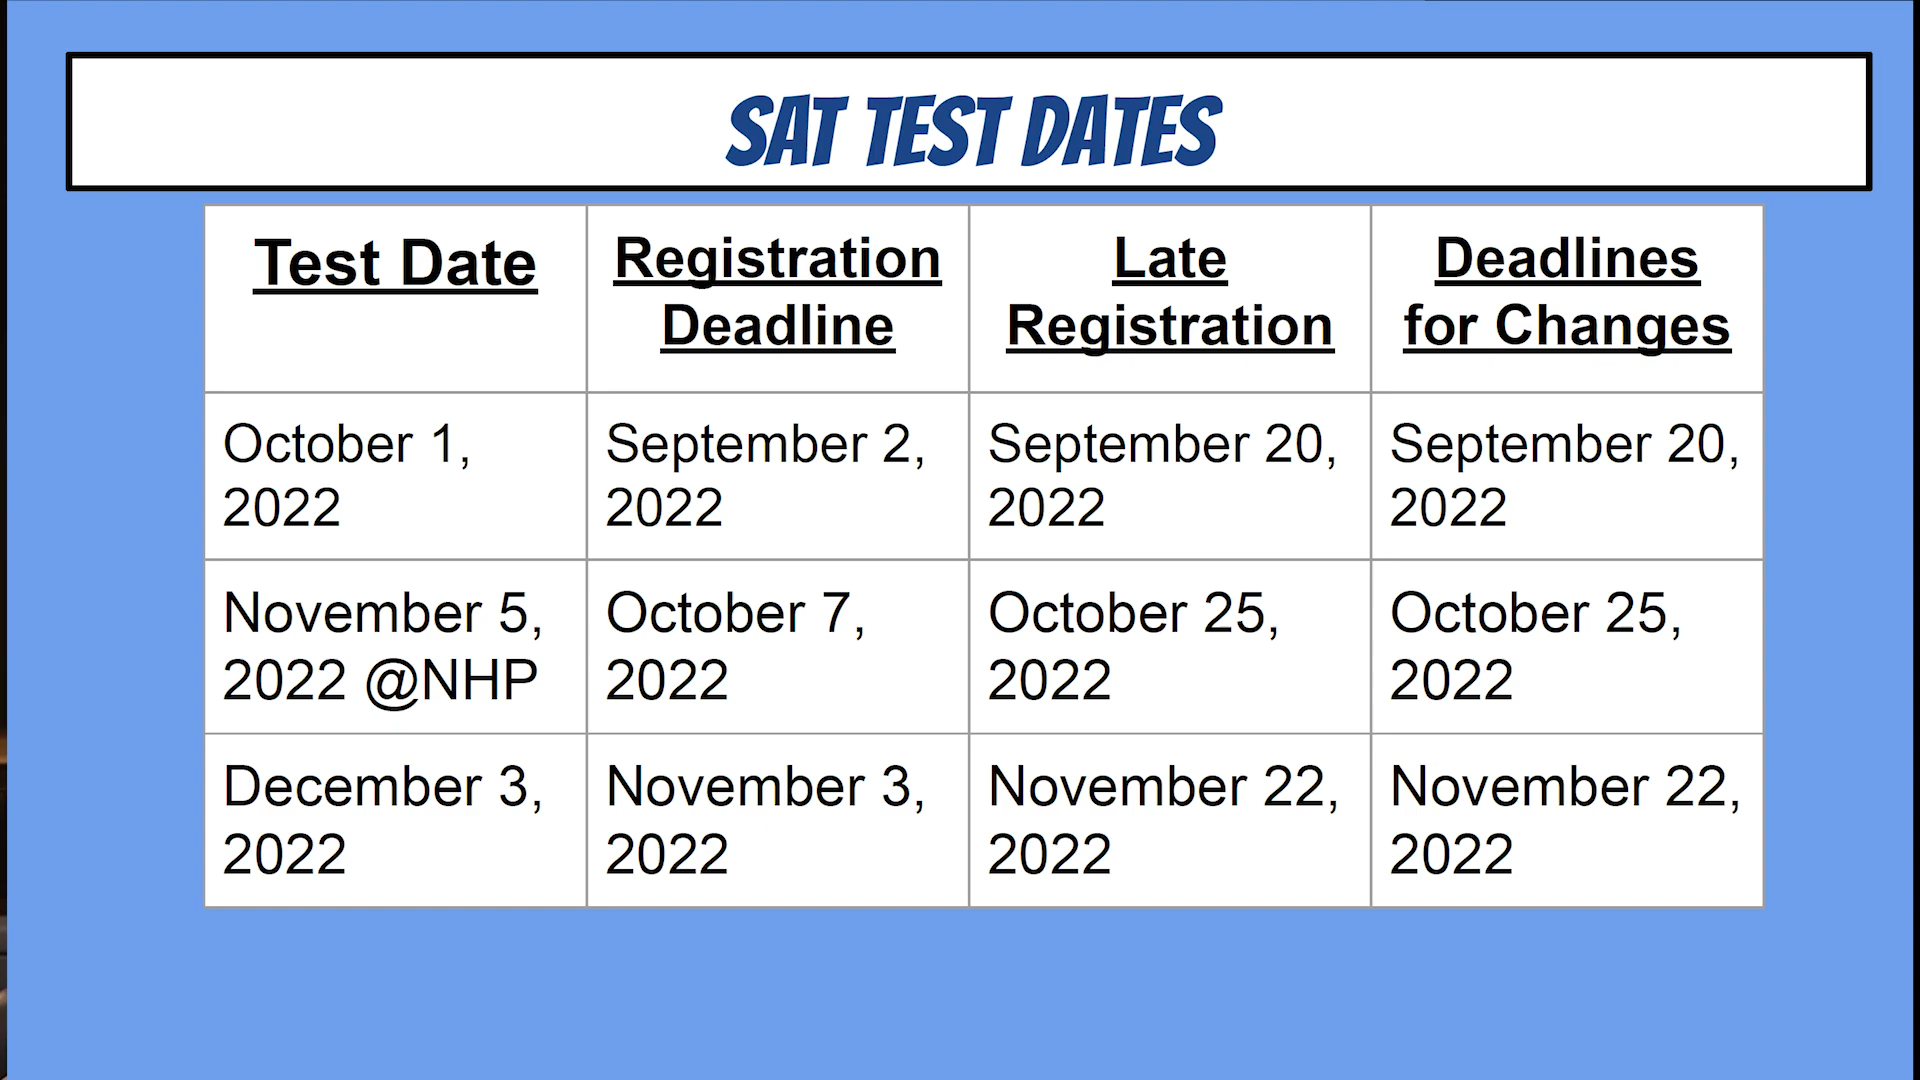 SAT TEST DATES
Test Date
Registration
Deadline
Late
Registration
Deadlines
for Changes
October 1,
2022
September 2,
2022
September 20,
2022
September 20,
2022
November 5,
2022 @NHP
October 7,
2022
October 25,
2022
October 25,
2022
December 3,
2022
November 3,
2022
November 22,
2022
November 22,
2022